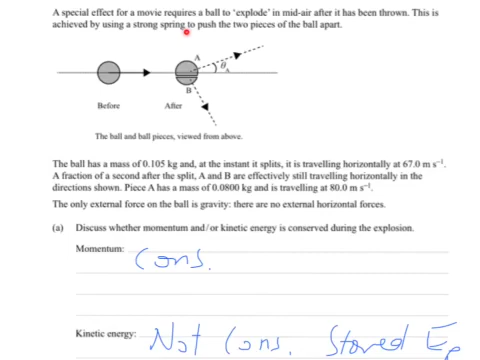 A special effect for a movie requires a ball to ‘explode’ in mid-air after it has been thrown. This is
achieved by using a strong spring to push the two pieces of the ball apart.
A
θA
B
Before
After
The ball and ball pieces, viewed from above.
The ball has a mass of 0.105 kg and, at the instant it splits, it is travelling horizontally at 67.0 m s⁻¹.
A fraction of a second after the split, A and B are effectively still travelling horizontally in the
directions shown. Piece A has a mass of 0.0800 kg and is travelling at 80.0 m s⁻¹.
The only external force on the ball is gravity: there are no external horizontal forces.
(a) Discuss whether momentum and/or kinetic energy is conserved during the explosion.
Momentum:
Cons.
Kinetic energy:
Not Cons. Stored Ep